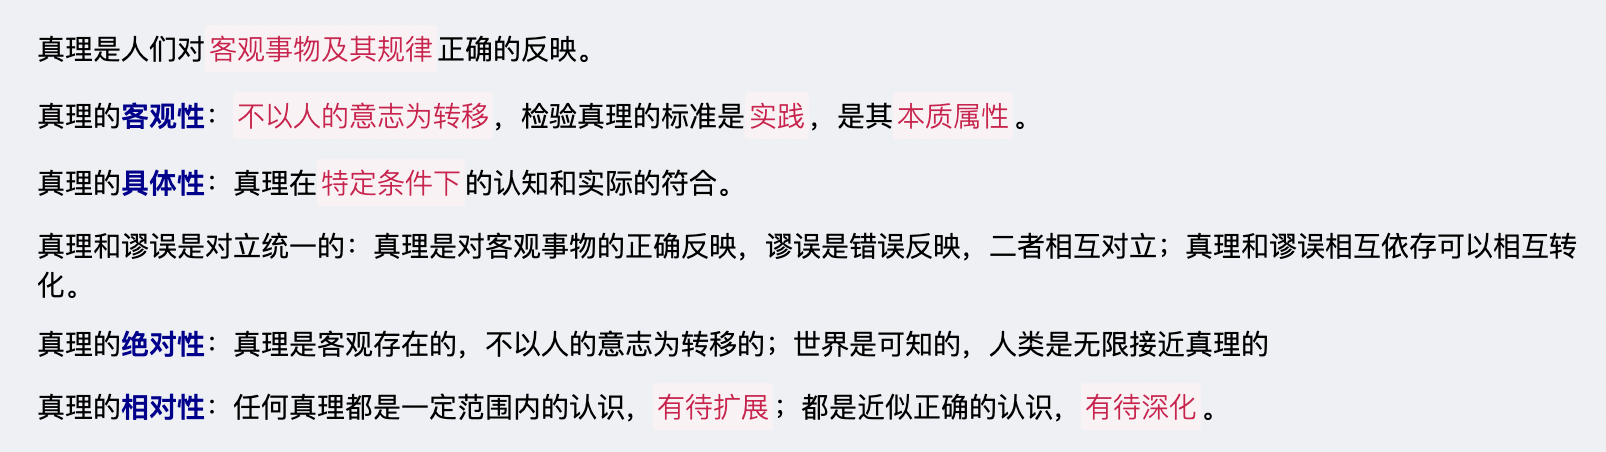 真理是人们对客观事物及其规律正确的反映。
真理的客观性：不以人的意志为转移，检验真理的标准是实践，是其本质属性。
真理的具体性：真理在特定条件下的认知和实际的符合。
真理和谬误是对立统一的：真理是对客观事物的正确反映，谬误是错误反映，二者相互对立；真理和谬误相互依存可以相互转
化。
真理的绝对性：真理是客观存在的，不以人的意志为转移的；世界是可知的，人类是无限接近真理的
真理的相对性：任何真理都是一定范围内的认识，有待扩展；都是近似正确的认识，有待深化。